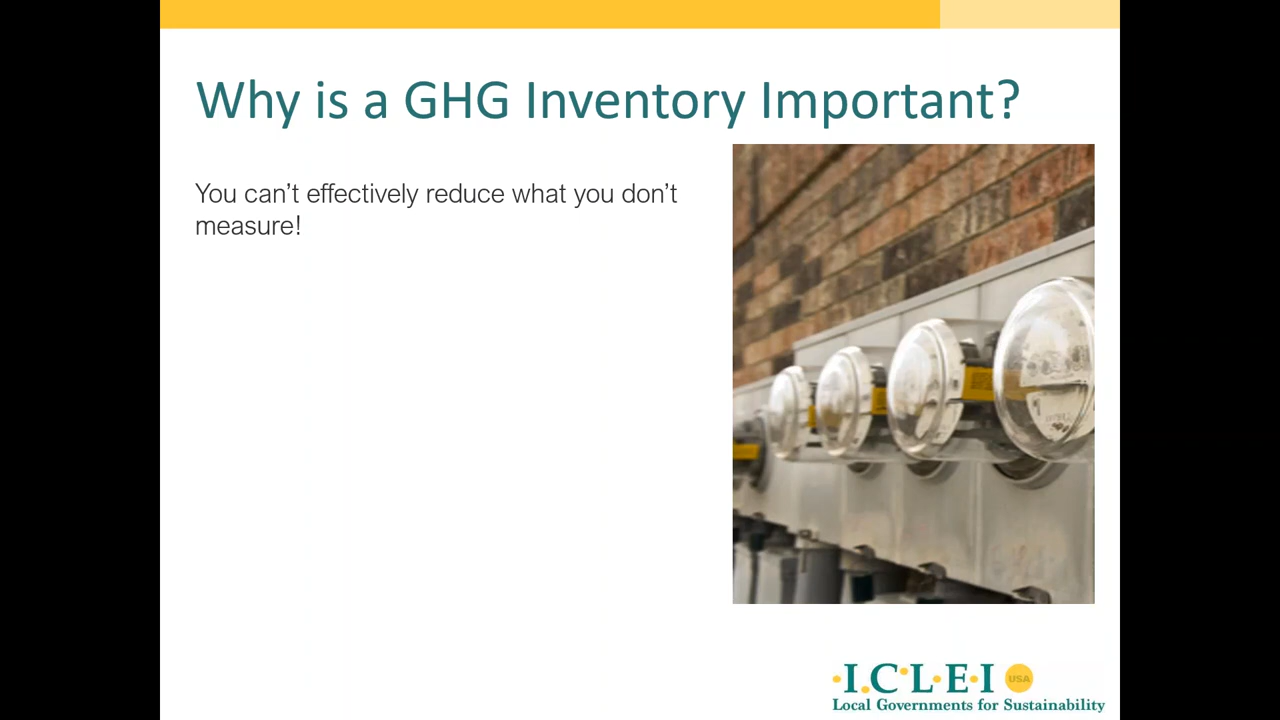 Why is a GHG Inventory Important?
You can’t effectively reduce what you don’t
measure!
·I.C·L·E·I USA
Local Governments for Sustainability